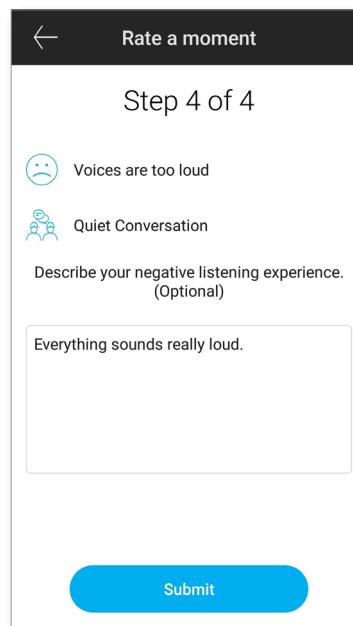 Rate a moment
Step 4 of 4
Voices are too loud
Quiet Conversation
Describe your negative listening experience.
(Optional)
Everything sounds really loud.
Submit